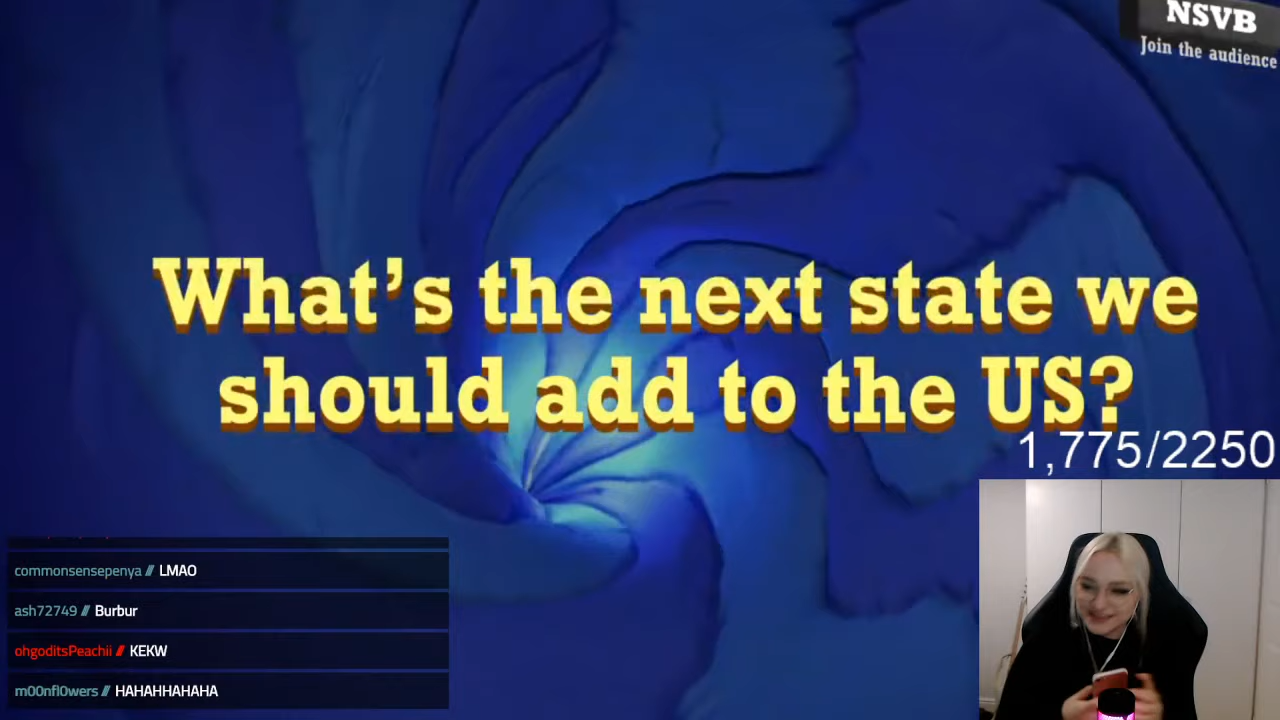 NSVB
Join the audience
What's the next state we
should add to the US?
1,775/2250
commonsensepenya // LMAO
ash72749 // Burbur
ohgoditsPeachii // KEKW
m00nfl0wers // HAHAHHAHAHA